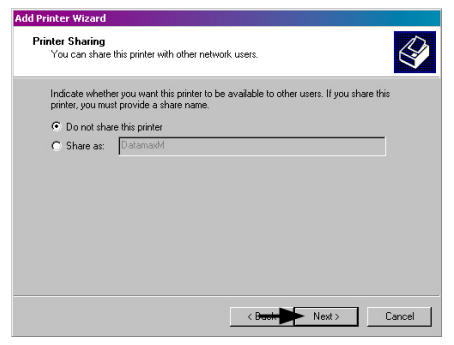 Add Printer Wizard
Printer Sharing
You can share this printer with other network users.
Indicate whether you want this printer to be available to other users. If you share this
printer, you must provide a share name.
Do not share this printer
Share as: DatamaxM
< Back Next > Cancel